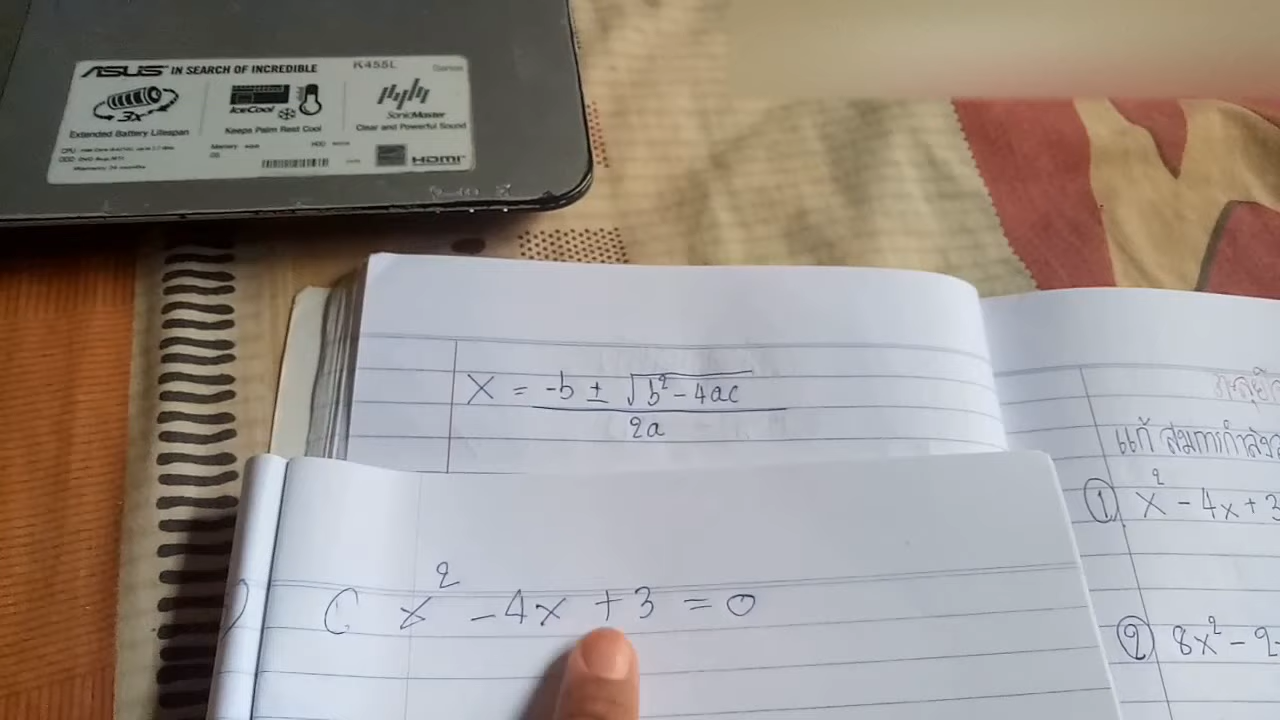 ASUS IN SEARCH OF INCREDIBLE K455L Series
3x
Extended Battery Lifespan
IceCool
Keeps Palm Rest Cool
SonicMaster
Clear and Powerful Sound
HDMI
X = -b ± √b² - 4ac
2a
แก้ สมการกำลัง
① x² - 4x + 3
② 8x² - 2
x² - 4x + 3 = 0